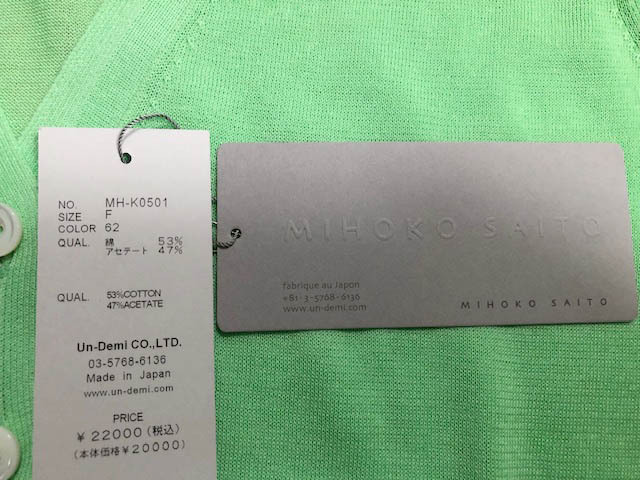 NO. MH-K0501
SIZE F
COLOR 62
QUAL. 綿 53%
アセテート 47%
QUAL. 53%COTTON
47%ACETATE
Un-Demi CO.,LTD.
03-5768-6136
Made in Japan
www.un-demi.com
PRICE
¥ 22000(税込)
(本体価格¥20000)
MIHOKO SAITO
fabrique au Japon
+81-3-5768-6136
www.un-demi.com
MIHOKO SAITO